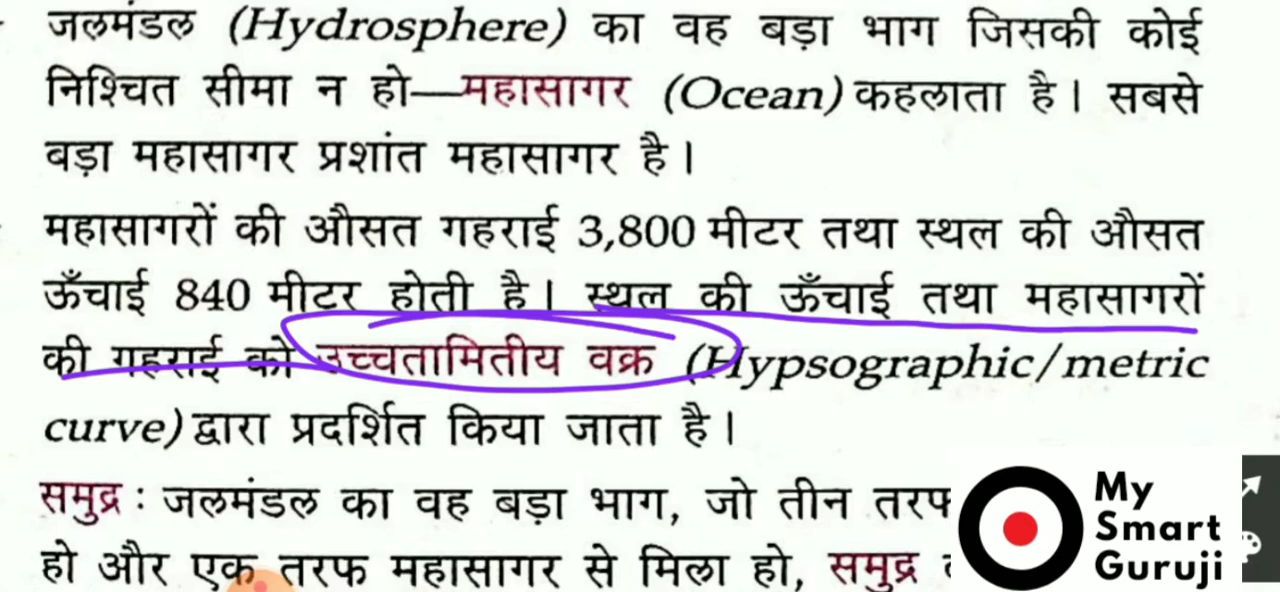 जलमंडल (Hydrosphere) का वह बड़ा भाग जिसकी कोई
निश्चित सीमा न हो—महासागर (Ocean) कहलाता है। सबसे
बड़ा महासागर प्रशांत महासागर है।
महासागरों की औसत गहराई 3,800 मीटर तथा स्थल की औसत
ऊँचाई 840 मीटर होती है। स्थल की ऊँचाई तथा महासागरों
की गहराई को उच्चतामितीय वक्र (Hypsographic/metric
curve) द्वारा प्रदर्शित किया जाता है।
समुद्र : जलमंडल का वह बड़ा भाग, जो तीन तरफ
हो और एक तरफ महासागर से मिला हो, समुद्र
My
Smart
Guruji